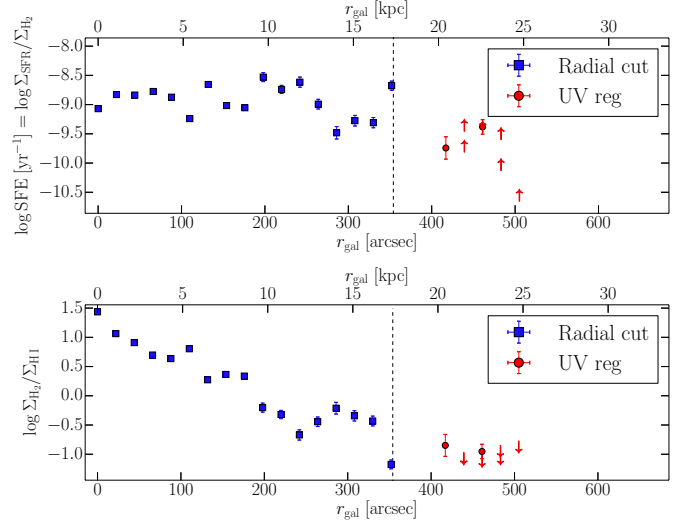 r_gal [kpc]
0 5 10 15 20 25 30
−8.0
−8.5
−9.0
−9.5
−10.0
−10.5
log SFE [yr⁻¹] = log Σ_SFR/Σ_H₂
Radial cut
UV reg
0 100 200 300 400 500 600
r_gal [arcsec]
r_gal [kpc]
0 5 10 15 20 25 30
1.5
1.0
0.5
0.0
−0.5
−1.0
log Σ_H₂/Σ_HI
Radial cut
UV reg
0 100 200 300 400 500 600
r_gal [arcsec]